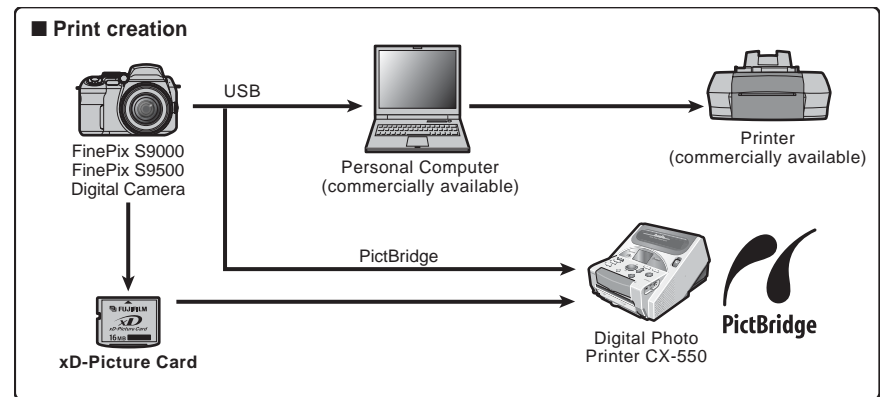 ■ Print creation
USB
FinePix S9000
FinePix S9500
Digital Camera
Personal Computer
(commercially available)
Printer
(commercially available)
PictBridge
FUJIFILM
xD
xD-Picture Card
16MB
xD-Picture Card
Digital Photo
Printer CX-550
PictBridge